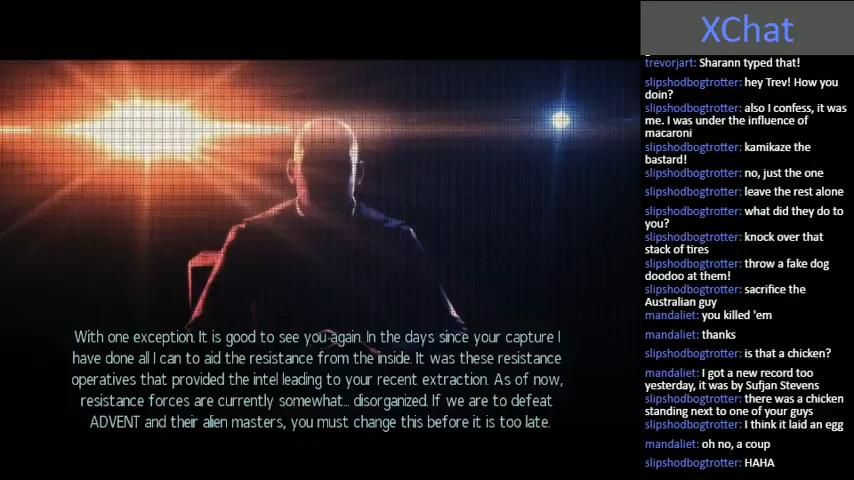 XChat
trevorjart: Sharann typed that!
slipshodbogtrotter: hey Trev! How you
doin?
slipshodbogtrotter: also I confess, it was
me. I was under the influence of
macaroni
slipshodbogtrotter: kamikaze the
bastard!
slipshodbogtrotter: no, just the one
slipshodbogtrotter: leave the rest alone
slipshodbogtrotter: what did they do to
you?
slipshodbogtrotter: knock over that
stack of tires
slipshodbogtrotter: throw a fake dog
doodoo at them!
slipshodbogtrotter: sacrifice the
Australian guy
mandaliet: you killed 'em
mandaliet: thanks
slipshodbogtrotter: is that a chicken?
mandaliet: I got a new record too
yesterday, it was by Sufjan Stevens
slipshodbogtrotter: there was a chicken
standing next to one of your guys
slipshodbogtrotter: I think it laid an egg
mandaliet: oh no, a coup
slipshodbogtrotter: HAHA
With one exception. It is good to see you again. In the days since your capture I
have done all I can to aid the resistance from the inside. It was these resistance
operatives that provided the intel leading to your recent extraction. As of now,
resistance forces are currently somewhat... disorganized. If we are to defeat
ADVENT and their alien masters, you must change this before it is too late.